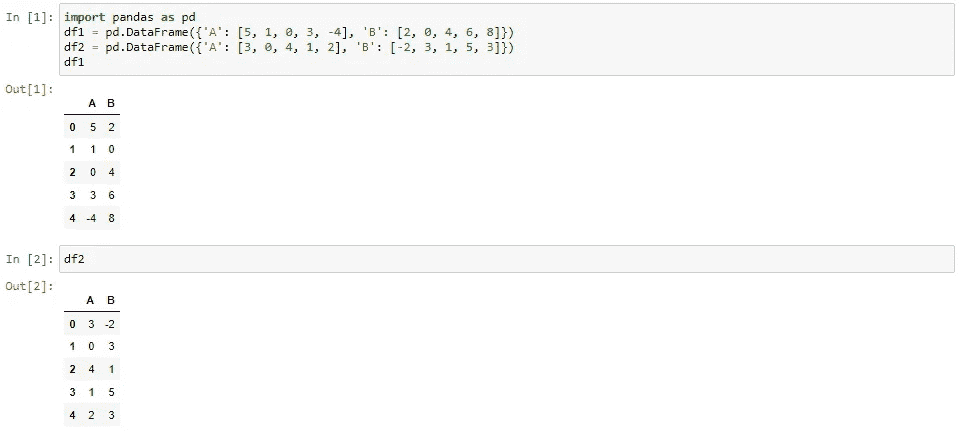 In [1]: import pandas as pd
df1 = pd.DataFrame({'A': [5, 1, 0, 3, -4], 'B': [2, 0, 4, 6, 8]})
df2 = pd.DataFrame({'A': [3, 0, 4, 1, 2], 'B': [-2, 3, 1, 5, 3]})
df1
Out[1]:
A B
0 5 2
1 1 0
2 0 4
3 3 6
4 -4 8
In [2]: df2
Out[2]:
A B
0 3 -2
1 0 3
2 4 1
3 1 5
4 2 3